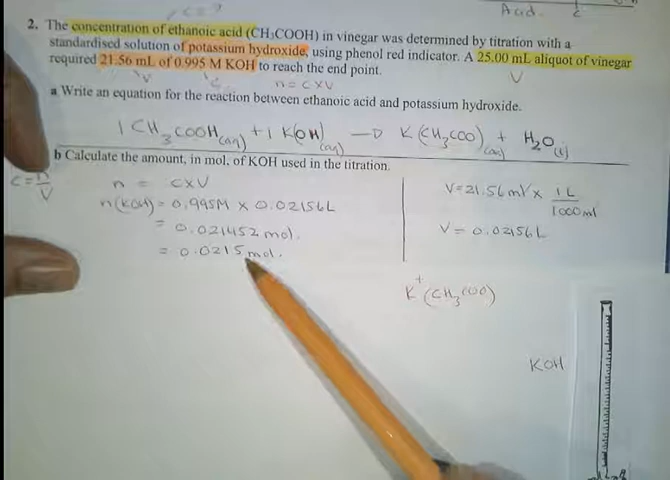 C = ?
Acid.
2. The concentration of ethanoic acid (CH₃COOH) in vinegar was determined by titration with a
standardised solution of potassium hydroxide, using phenol red indicator. A 25.00 mL aliquot of vinegar
required 21.56 mL of 0.995 M KOH to reach the end point.
V C n = CXV V
a Write an equation for the reaction between ethanoic acid and potassium hydroxide.
1 CH₃COOH(aq) + 1 K(OH)(aq) → K(CH₃COO)(aq) + H₂O(l)
b Calculate the amount, in mol, of KOH used in the titration.
C = n/V
n = CXV
n(KOH) = 0.995M X 0.02156L
= 0.021452 mol.
= 0.0215 mol.
V = 21.56 ml X 1L/1000ml
V = 0.02156L
K⁺(CH₃COO)
KOH